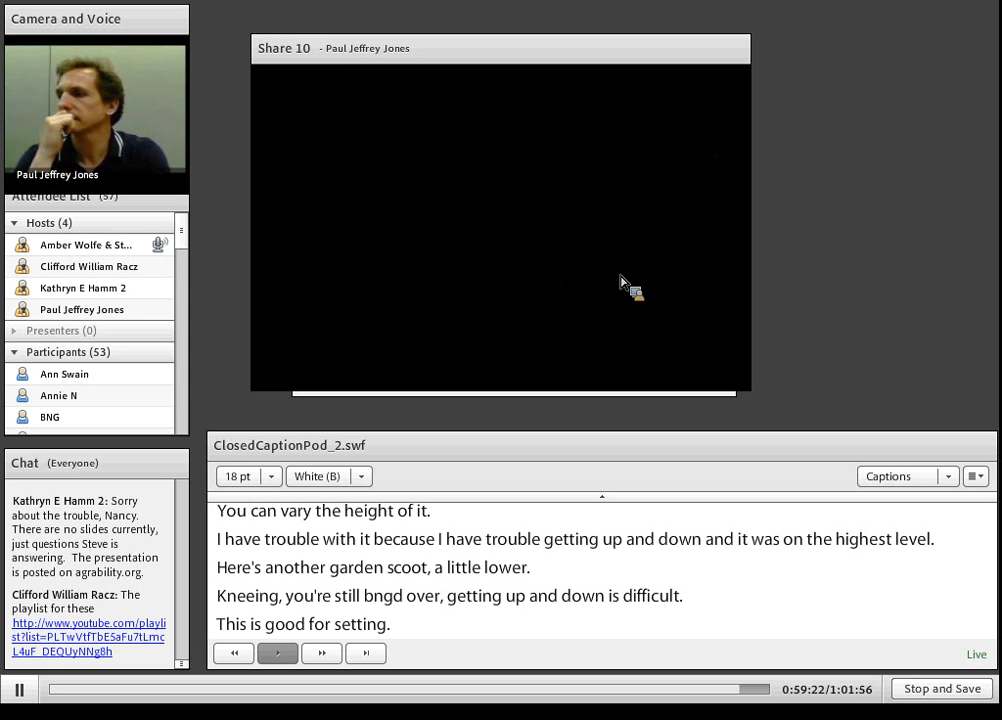 Camera and Voice
Paul Jeffrey Jones
Attendee List (57)
Hosts (4)
Amber Wolfe & St...
Clifford William Racz
Kathryn E Hamm 2
Paul Jeffrey Jones
Presenters (0)
Participants (53)
Ann Swain
Annie N
BNG
Chat (Everyone)
Kathryn E Hamm 2: Sorry
about the trouble, Nancy.
There are no slides currently,
just questions Steve is
answering. The presentation
is posted on agrability.org.
Clifford William Racz: The
playlist for these
http://www.youtube.com/playli
st?list=PLTwVtfTbE5aFu7tLmc
L4uF_DEQUyNNg8h
Share 10 - Paul Jeffrey Jones
ClosedCaptionPod_2.swf
18 pt
White (B)
Captions
You can vary the height of it.
I have trouble with it because I have trouble getting up and down and it was on the highest level.
Here's another garden scoot, a little lower.
Kneeing, you're still bngd over, getting up and down is difficult.
This is good for setting.
Live
0:59:22/1:01:56
Stop and Save